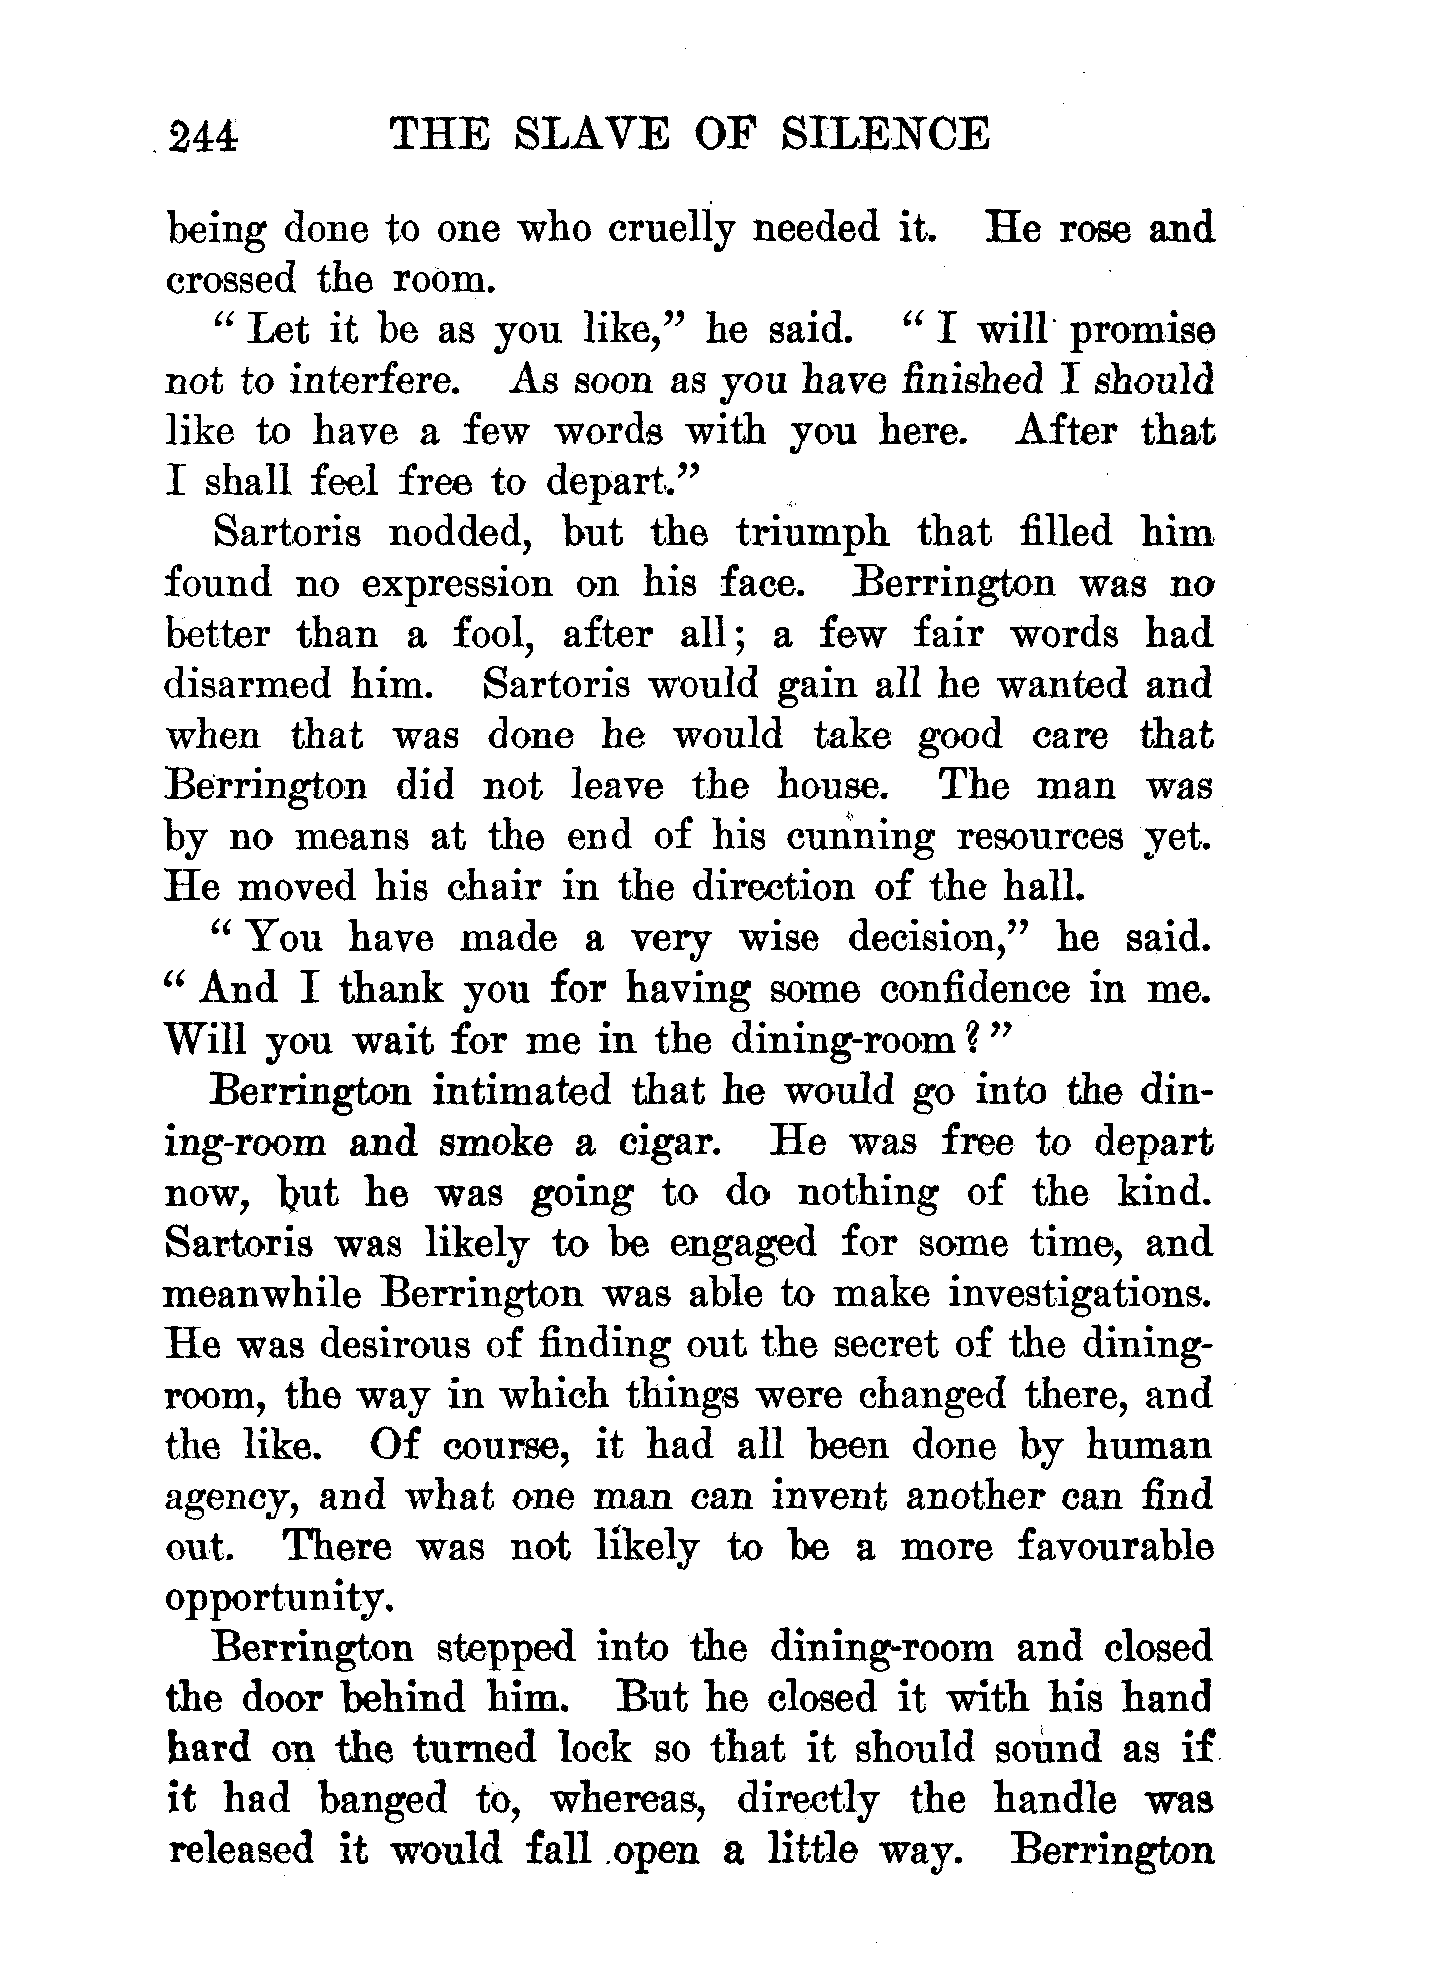 244 THE SLAVE OF SILENCE
being done to one who cruelly needed it. He rose and
crossed the room.
“ Let it be as you like,” he said. “ I will promise
not to interfere. As soon as you have finished I should
like to have a few words with you here. After that
I shall feel free to depart.”
Sartoris nodded, but the triumph that filled him
found no expression on his face. Berrington was no
better than a fool, after all; a few fair words had
disarmed him. Sartoris would gain all he wanted and
when that was done he would take good care that
Berrington did not leave the house. The man was
by no means at the end of his cunning resources yet.
He moved his chair in the direction of the hall.
“ You have made a very wise decision,” he said.
“ And I thank you for having some confidence in me.
Will you wait for me in the dining-room ? ”
Berrington intimated that he would go into the din-
ing-room and smoke a cigar. He was free to depart
now, but he was going to do nothing of the kind.
Sartoris was likely to be engaged for some time, and
meanwhile Berrington was able to make investigations.
He was desirous of finding out the secret of the dining-
room, the way in which things were changed there, and
the like. Of course, it had all been done by human
agency, and what one man can invent another can find
out. There was not likely to be a more favourable
opportunity.
Berrington stepped into the dining-room and closed
the door behind him. But he closed it with his hand
hard on the turned lock so that it should sound as if
it had banged to, whereas, directly the handle was
released it would fall open a little way. Berrington